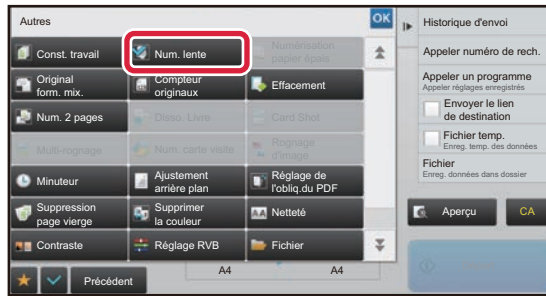 Autres
OK
Const. travail
Num. lente
Numérisation
papier épais
Original
form. mix.
Compteur
originaux
Effacement
Num. 2 pages
Disso. Livre
Card Shot
Multi-rognage
Num. carte visite
Rognage
d'image
Minuteur
Ajustement
arrière plan
Réglage de
l'obliq.du PDF
Suppression
page vierge
Supprimer
la couleur
Netteté
Contraste
Réglage RVB
Fichier
Précédent
A4
A4
Historique d'envoi
Appeler numéro de rech.
Appeler un programme
Appeler réglages enregistrés
Envoyer le lien
de destination
Fichier temp.
Enreg. temp. des données
Fichier
Enreg. données dans dossier
Aperçu
CA